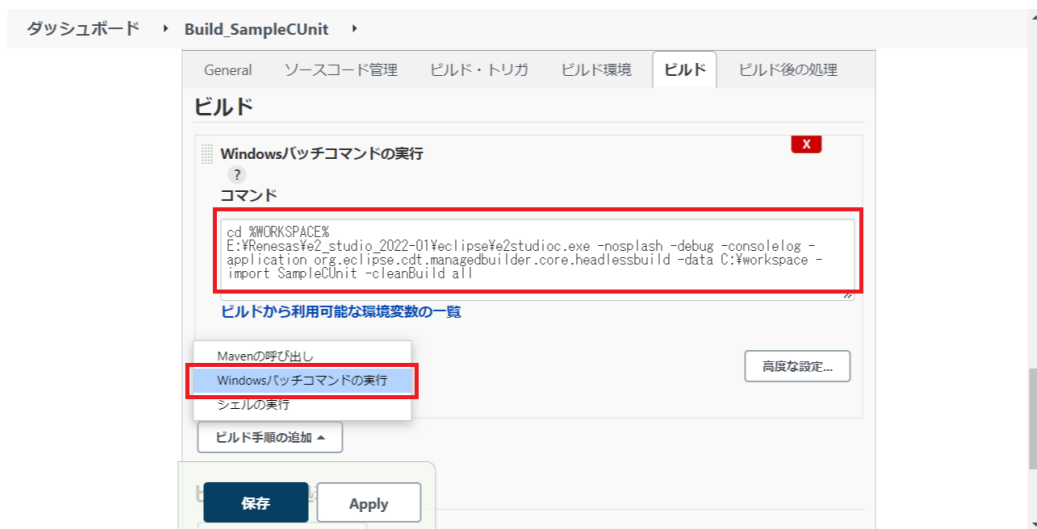 ダッシュボード
Build_SampleCUnit
General ソースコード管理 ビルド・トリガ ビルド環境 ビルド ビルド後の処理
ビルド
Windowsバッチコマンドの実行
X
?
コマンド
cd %WORKSPACE%
E:¥Renesas¥e2_studio_2022-01¥eclipse¥e2studioc.exe -nosplash -debug -consolelog -
application org.eclipse.cdt.managedbuilder.core.headlessbuild -data C:¥workspace -
import SampleCUnit -cleanBuild all
ビルドから利用可能な環境変数の一覧
Mavenの呼び出し
Windowsバッチコマンドの実行
シェルの実行
高度な設定...
ビルド手順の追加
保存
Apply